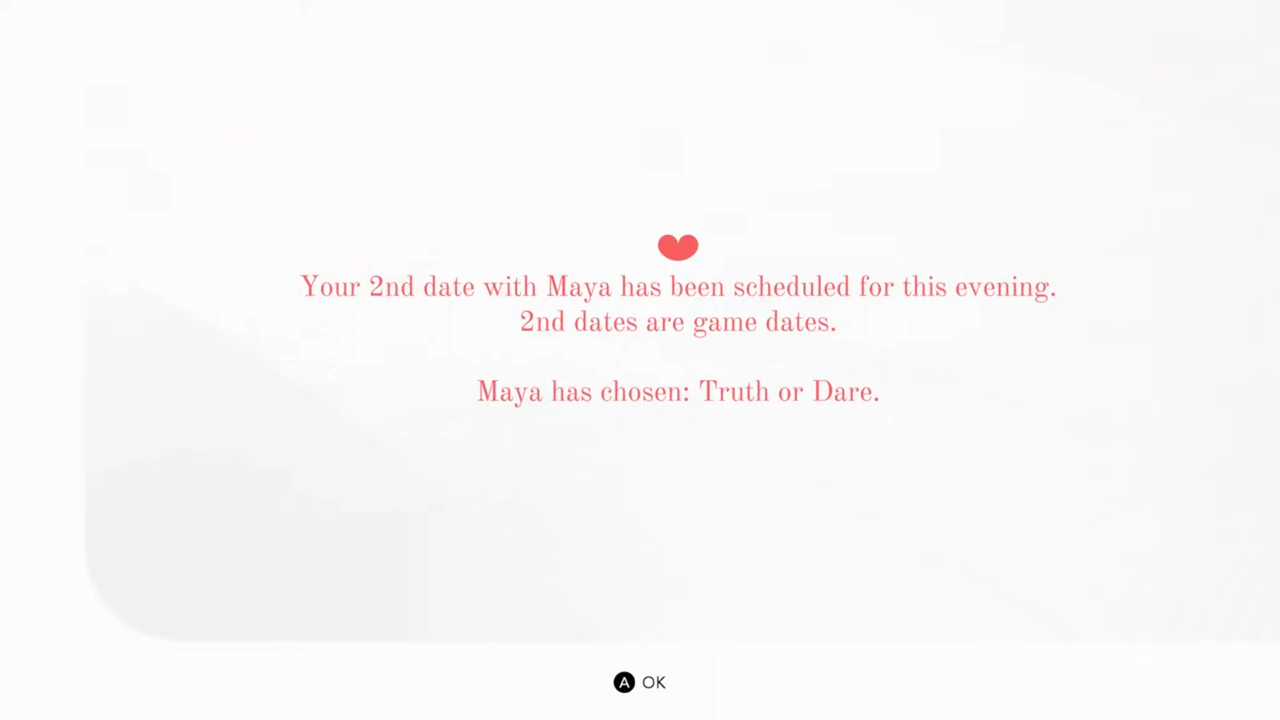 Your 2nd date with Maya has been scheduled for this evening.
2nd dates are game dates.
Maya has chosen: Truth or Dare.
A OK